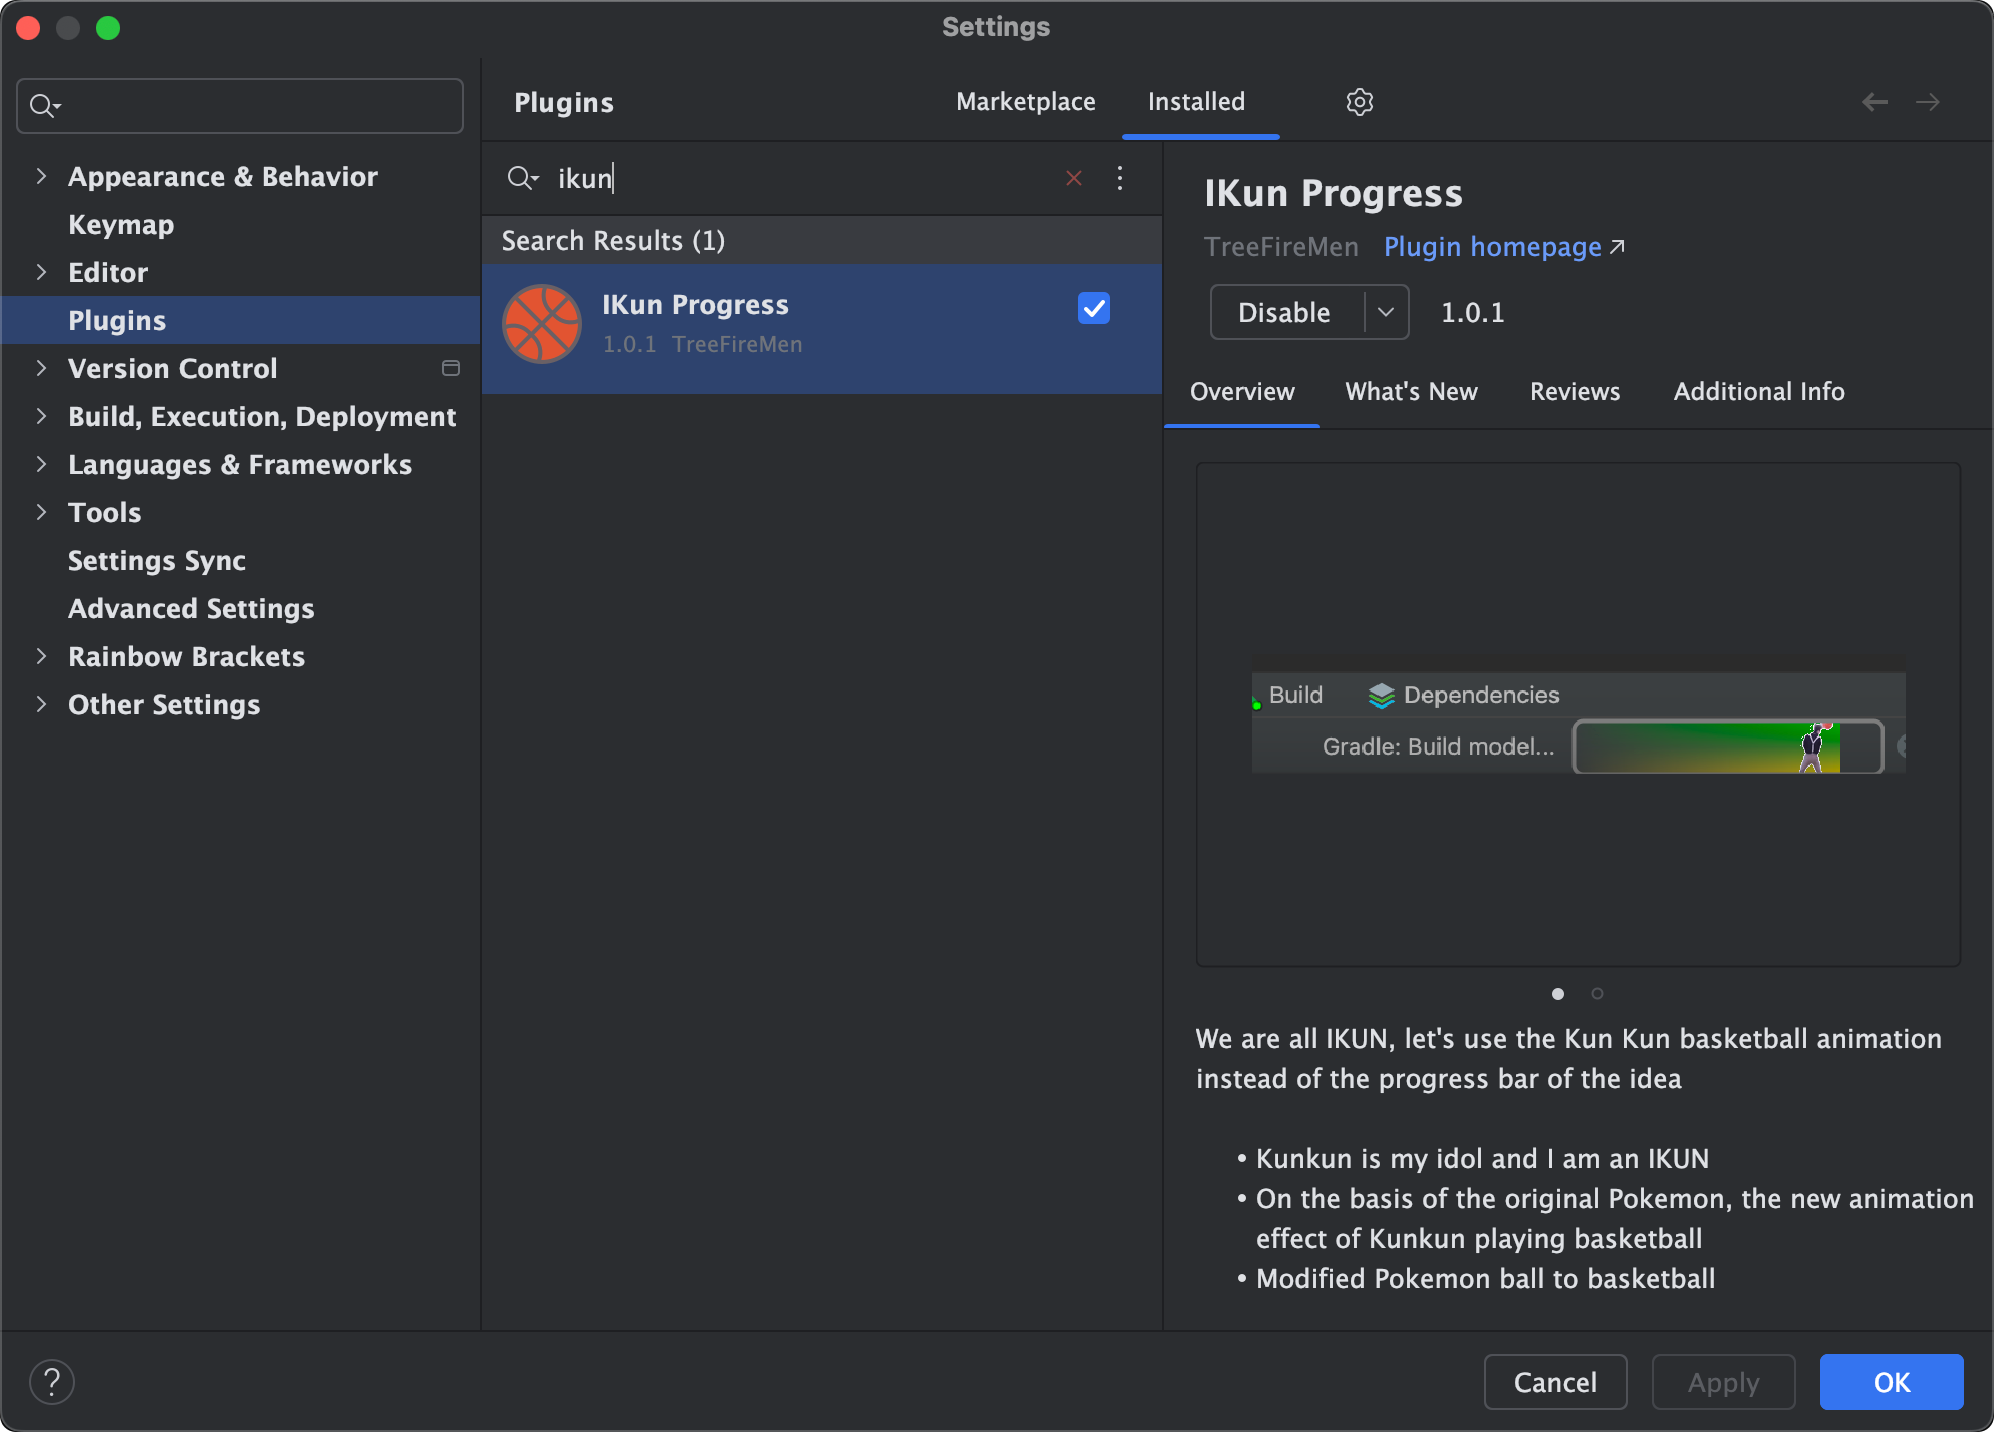 Settings
Plugins
Marketplace
Installed
Appearance & Behavior
Keymap
Editor
Plugins
Version Control
Build, Execution, Deployment
Languages & Frameworks
Tools
Settings Sync
Advanced Settings
Rainbow Brackets
Other Settings
ikun
Search Results (1)
IKun Progress
1.0.1 TreeFireMen
IKun Progress
TreeFireMen Plugin homepage
Disable 1.0.1
Overview What's New Reviews Additional Info
Build Dependencies
Gradle: Build model...
We are all IKUN, let's use the Kun Kun basketball animation
instead of the progress bar of the idea
• Kunkun is my idol and I am an IKUN
• On the basis of the original Pokemon, the new animation
effect of Kunkun playing basketball
• Modified Pokemon ball to basketball
?
Cancel Apply OK